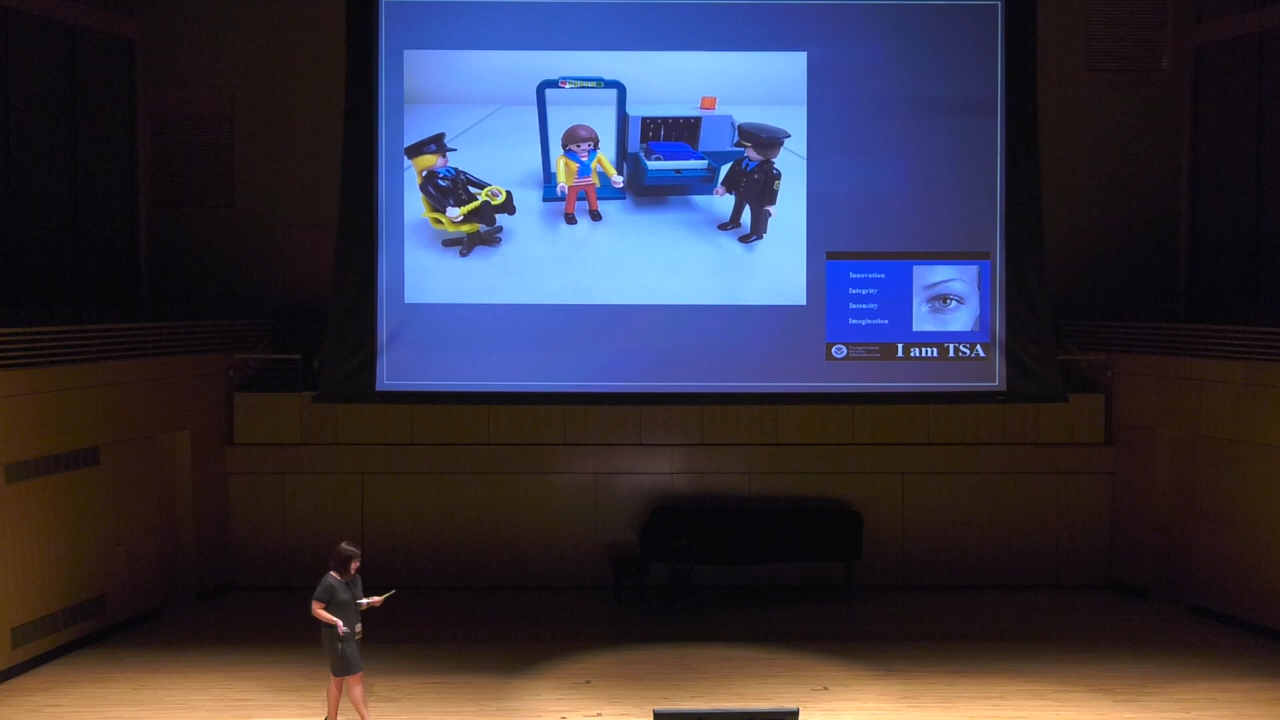 Innovation
Integrity
Intensity
Imagination
I am TSA